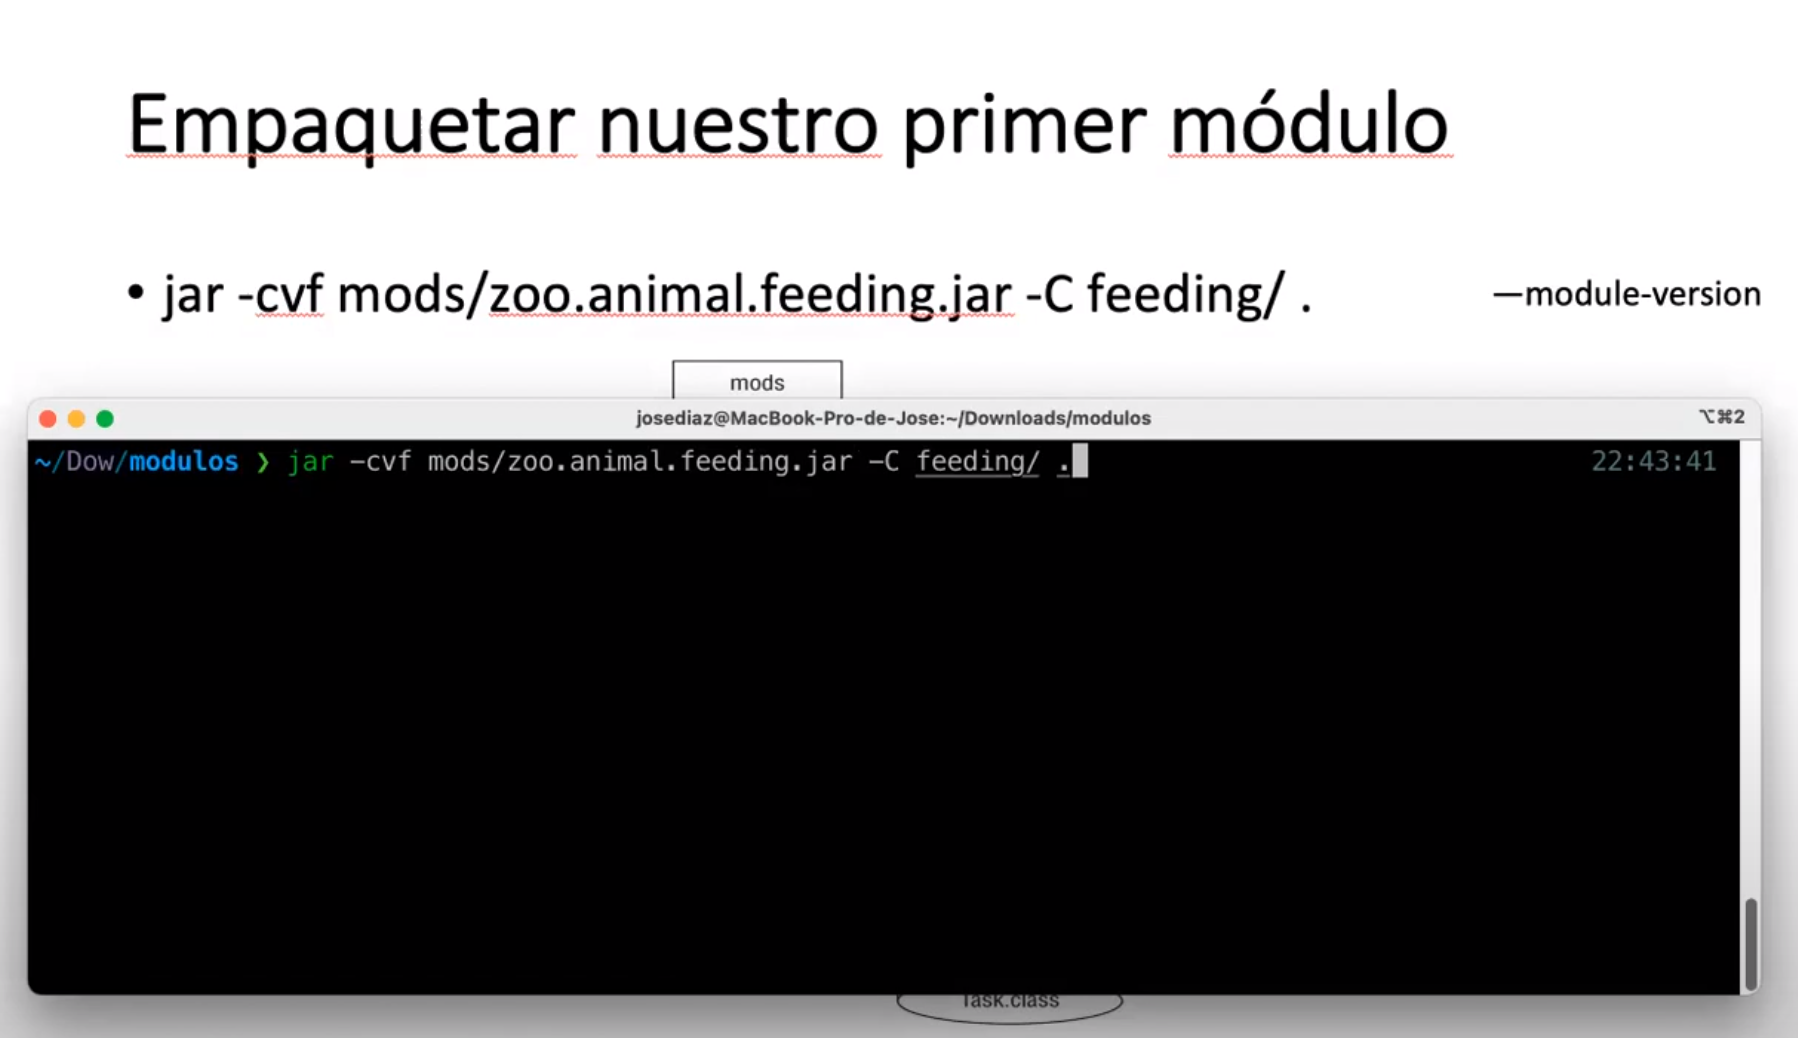 Empaquetar nuestro primer módulo
• jar -cvf mods/zoo.animal.feeding.jar -C feeding/ .
—module-version
mods
josediaz@MacBook-Pro-de-Jose:~/Downloads/modulos
⌥⌘2
~/Dow/modulos ❯ jar -cvf mods/zoo.animal.feeding.jar -C feeding/ .
22:43:41
Task.class